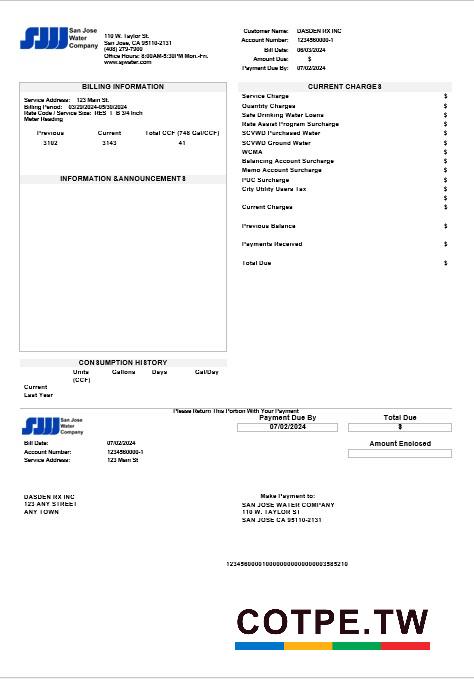 San Jose
Water
Company
110 W. Taylor St.
San Jose, CA 95110-2131
(408) 279-7900
Office Hours: 8:00AM-5:30PM Mon.-Fri.
www.sjwater.com
Customer Name: DASDEN RX INC
Account Number: 1234560000-1
Bill Date: 06/03/2024
Amount Due: $
Payment Due By: 07/02/2024
BILLING INFORMATION
Service Address: 123 Main St.
Billing Period: 03/29/2024-05/30/2024
Rate Code / Service Size: RES 1 B 3/4 Inch
Meter Reading
Previous Current Total CCF (748 Gal/CCF)
3102 3143 41
INFORMATION & ANNOUNCEMENTS
CURRENT CHARGES
Service Charge $
Quantity Charges $
Safe Drinking Water Loans $
Rate Assist Program Surcharge $
SCVWD Purchased Water $
SCVWD Ground Water $
WCMA $
Balancing Account Surcharge $
Memo Account Surcharge $
PUC Surcharge $
City Utility Users Tax $
$
Current Charges $
Previous Balance $
Payments Received $
Total Due $
CONSUMPTION HISTORY
Units Gallons Days Gal/Day
(CCF)
Current
Last Year
Please Return This Portion With Your Payment
San Jose
Water
Company
Payment Due By Total Due
07/02/2024 $
Amount Enclosed
Bill Date: 07/02/2024
Account Number: 1234560000-1
Service Address: 123 Main St
DASDEN RX INC
123 ANY STREET
ANY TOWN
Make Payment to:
SAN JOSE WATER COMPANY
110 W. TAYLOR ST
SAN JOSE CA 95110-2131
COTPE.TW